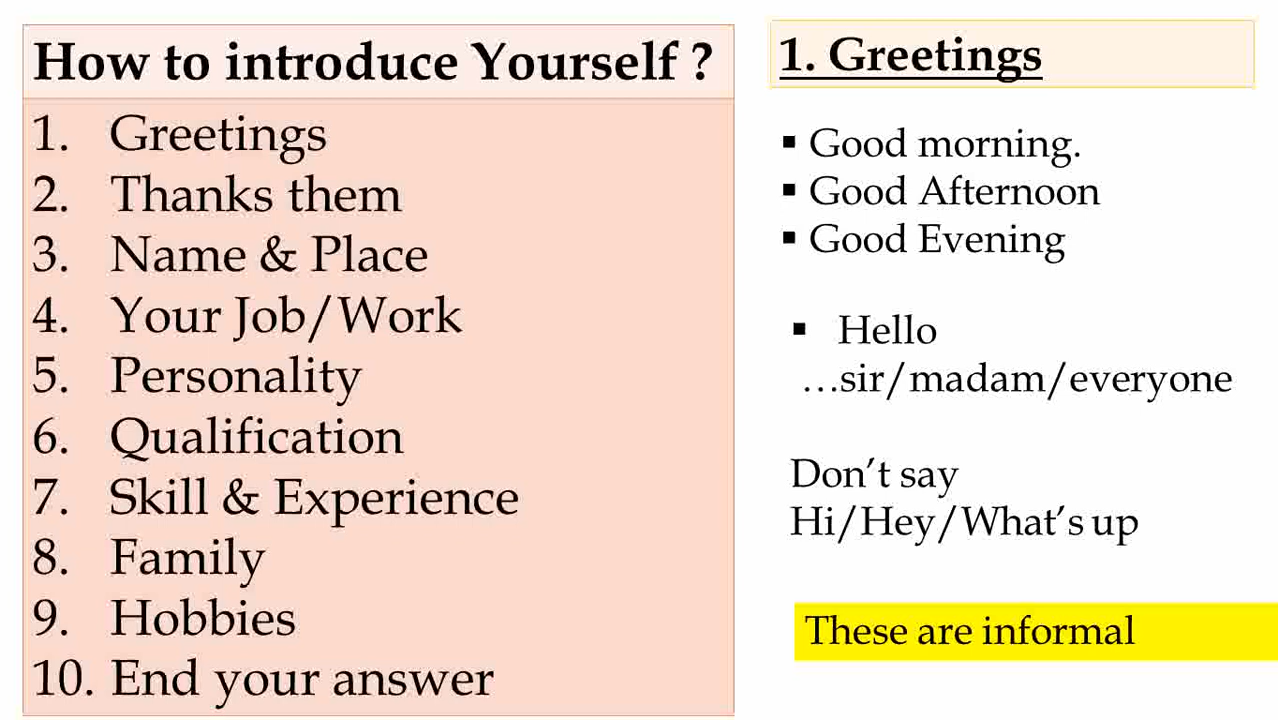 How to introduce Yourself ?
1. Greetings
2. Thanks them
3. Name & Place
4. Your Job/Work
5. Personality
6. Qualification
7. Skill & Experience
8. Family
9. Hobbies
10. End your answer
1. Greetings
▪ Good morning.
▪ Good Afternoon
▪ Good Evening
▪ Hello
…sir/madam/everyone
Don’t say
Hi/Hey/What’s up
These are informal